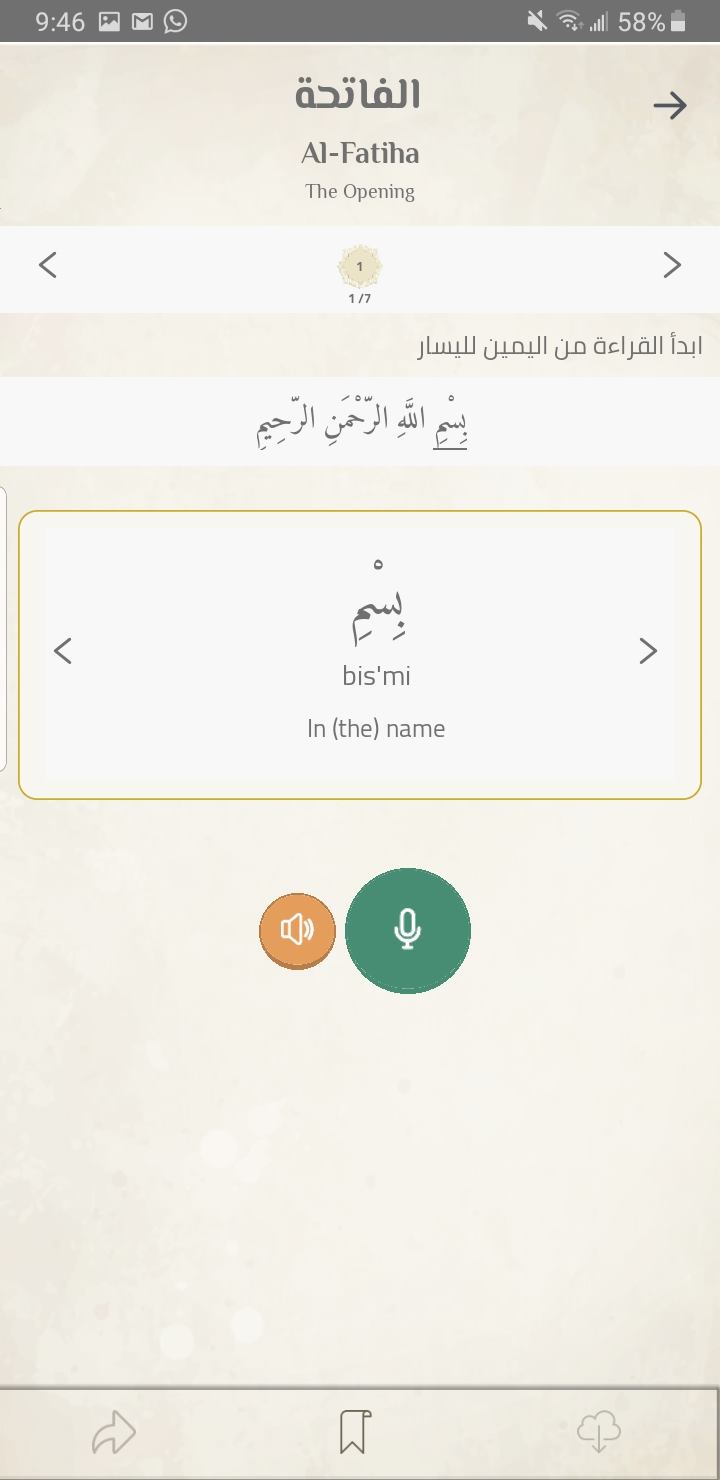 9:46 58%
الفاتحة
Al-Fatiha
The Opening
1
1/7
ابدأ القراءة من اليمين لليسار
بِسْمِ اللَّهِ الرَّحْمَنِ الرَّحِيمِ
بِسْمِ
bis'mi
In (the) name